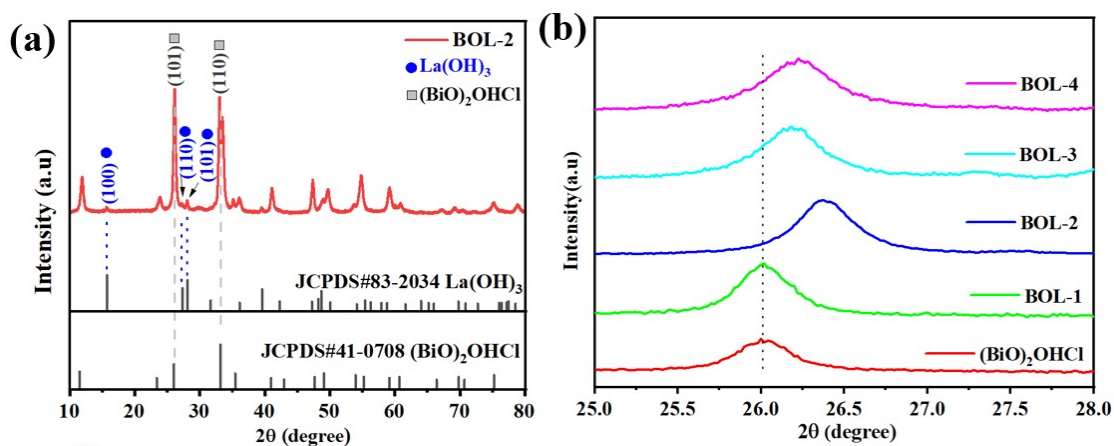 (a)
BOL-2
La(OH)₃
(BiO)₂OHCl
(101)
(110)
(100)
(110)
(101)
JCPDS#83-2034 La(OH)₃
JCPDS#41-0708 (BiO)₂OHCl
Intensity (a.u)
10 20 30 40 50 60 70 80
2θ (degree)
(b)
BOL-4
BOL-3
BOL-2
BOL-1
(BiO)₂OHCl
Intensity(a.u)
25.0 25.5 26.0 26.5 27.0 27.5 28.0
2θ (degree)